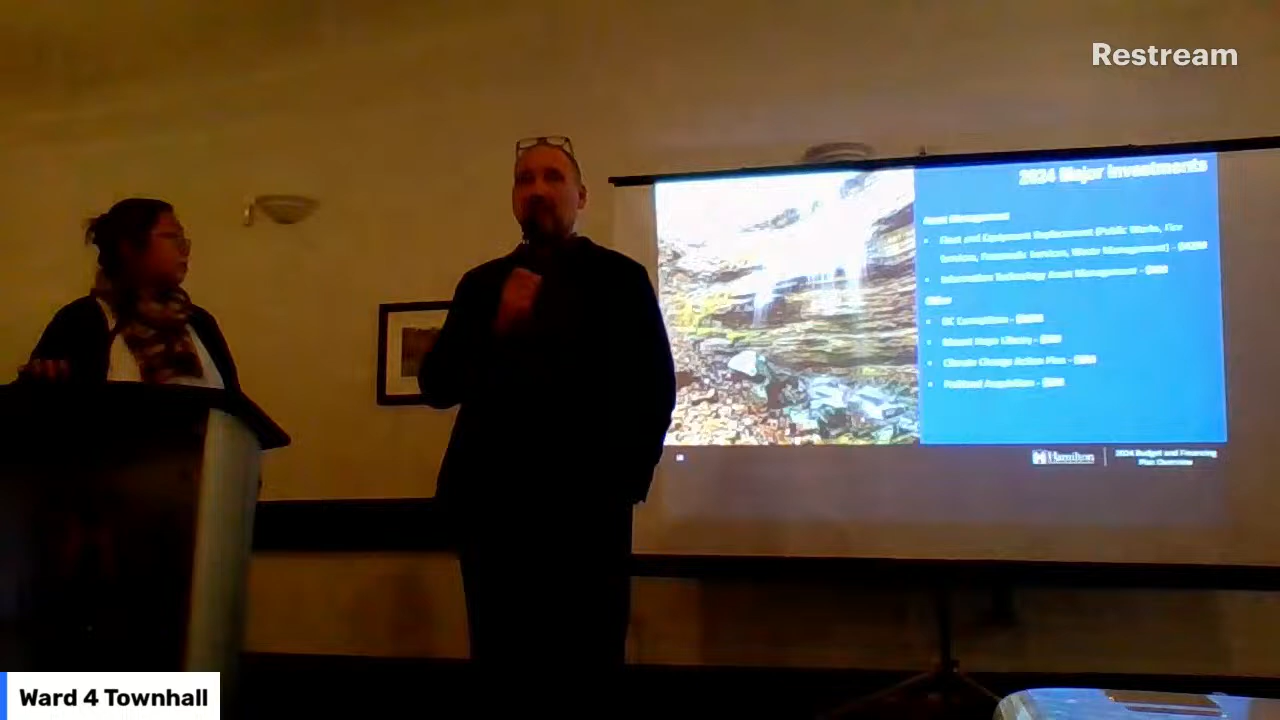 Restream
2024 Major Investments
Asset Management
Fleet and Equipment Replacement (Public Works, Fire
Services, Paramedic Services, Waste Management) -
Information Technology Asset Management -
Other
Mount Hope Library -
Climate Change Action Plan -
Parkland Acquisition -
Hamilton
2024 Budget and Financing
Plan Overview
Ward 4 Townhall